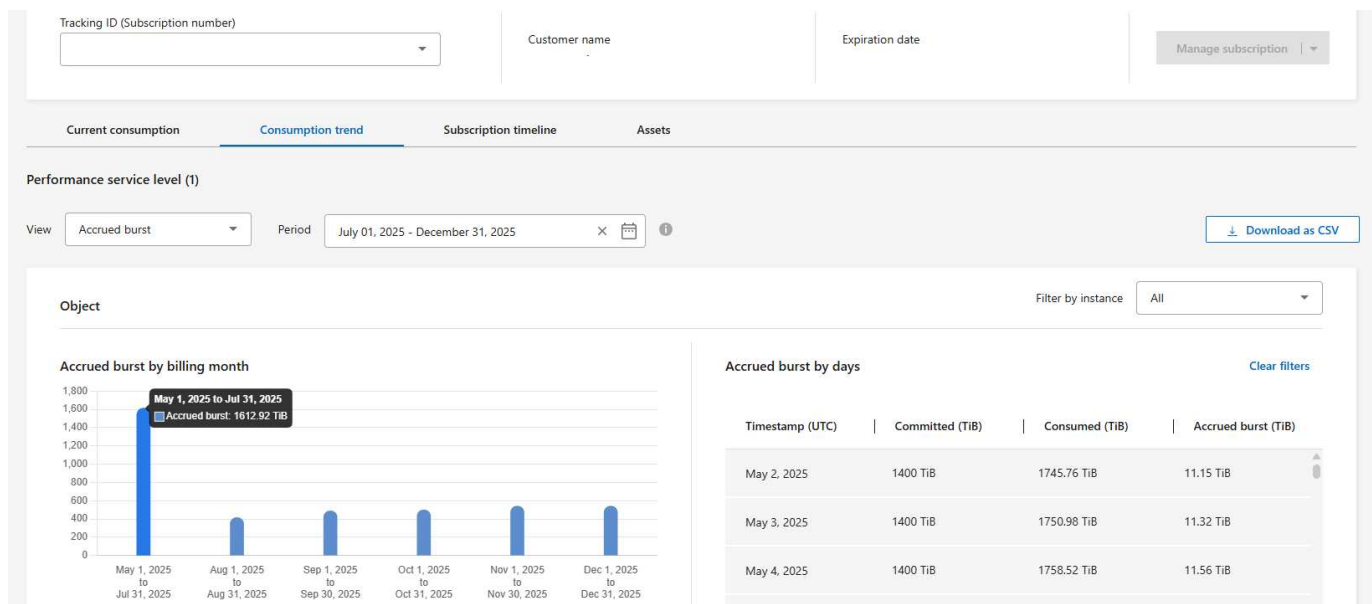 Tracking ID (Subscription number)
Customer name
-
Expiration date
Manage subscription
Current consumption
Consumption trend
Subscription timeline
Assets
Performance service level (1)
View
Accrued burst
Period
July 01, 2025 - December 31, 2025
Download as CSV
Object
Filter by instance
All
Accrued burst by billing month
1,800
1,600
1,400
1,200
1,000
800
600
400
200
0
May 1, 2025 to Jul 31, 2025
Accrued burst: 1612.92 TiB
May 1, 2025
to
Jul 31, 2025
Aug 1, 2025
to
Aug 31, 2025
Sep 1, 2025
to
Sep 30, 2025
Oct 1, 2025
to
Oct 31, 2025
Nov 1, 2025
to
Nov 30, 2025
Dec 1, 2025
to
Dec 31, 2025
Accrued burst by days
Clear filters
Timestamp (UTC) Committed (TiB) Consumed (TiB) Accrued burst (TiB)
May 2, 2025 1400 TiB 1745.76 TiB 11.15 TiB
May 3, 2025 1400 TiB 1750.98 TiB 11.32 TiB
May 4, 2025 1400 TiB 1758.52 TiB 11.56 TiB